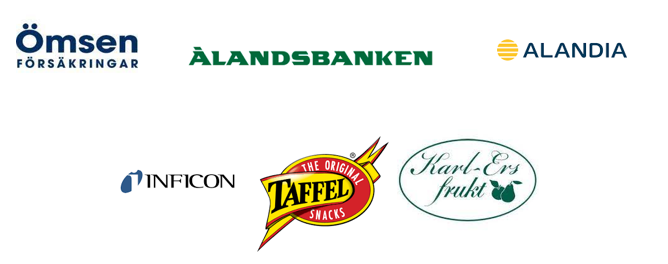 Ömsen
FÖRSÄKRINGAR
ÅLANDSBANKEN
ALANDIA
INFICON
THE ORIGINAL
TAFFEL
SNACKS
®
Karl-Ers
frukt